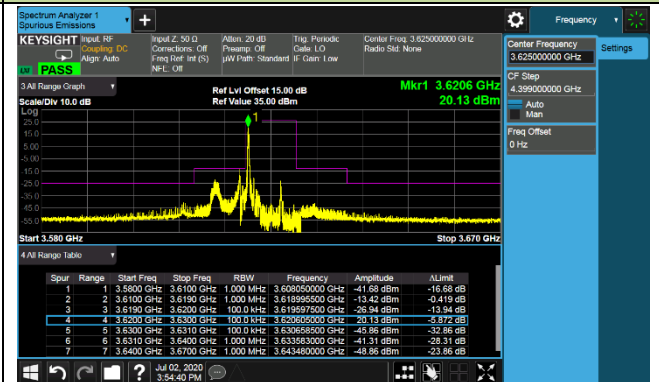 Spectrum Analyzer 1
Spurious Emissions
Frequency
KEYSIGHT
Input: RF
Coupling: DC
Align: Auto
Input Z: 50 Ω
Corrections: Off
Freq Ref: Int (S)
NFE: Off
Atten: 20 dB
Preamp: Off
µW Path: Standard
Trig: Periodic
Gate: LO
IF Gain: Low
Center Freq: 3.625000000 GHz
Radio Std: None
PASS
Center Frequency
3.625000000 GHz
Settings
CF Step
4.399000000 GHz
Auto
Man
Freq Offset
0 Hz
3 All Range Graph
Scale/Div 10.0 dB
Ref Lvl Offset 15.00 dB
Ref Value 35.00 dBm
Mkr1 3.6206 GHz
20.13 dBm
Log
25.0
15.0
5.00
-5.00
-15.0
-25.0
-35.0
-45.0
-55.0
1
Start 3.580 GHz
Stop 3.670 GHz
4 All Range Table
Spur Range Start Freq Stop Freq RBW Frequency Amplitude ΔLimit
1 1 3.5800 GHz 3.6100 GHz 1.000 MHz 3.608050000 GHz -41.68 dBm -16.68 dB
2 2 3.6100 GHz 3.6190 GHz 1.000 MHz 3.618995500 GHz -13.42 dBm -0.419 dB
3 3 3.6190 GHz 3.6200 GHz 100.0 kHz 3.619597500 GHz -26.94 dBm -13.94 dB
4 4 3.6200 GHz 3.6300 GHz 100.0 kHz 3.620605000 GHz 20.13 dBm -5.872 dB
5 5 3.6300 GHz 3.6310 GHz 100.0 kHz 3.630658500 GHz -45.86 dBm -32.86 dB
6 6 3.6310 GHz 3.6400 GHz 1.000 MHz 3.633583000 GHz -41.31 dBm -28.31 dB
7 7 3.6400 GHz 3.6700 GHz 1.000 MHz 3.643480000 GHz -48.86 dBm -23.86 dB
Jul 02, 2020
3:54:40 PM